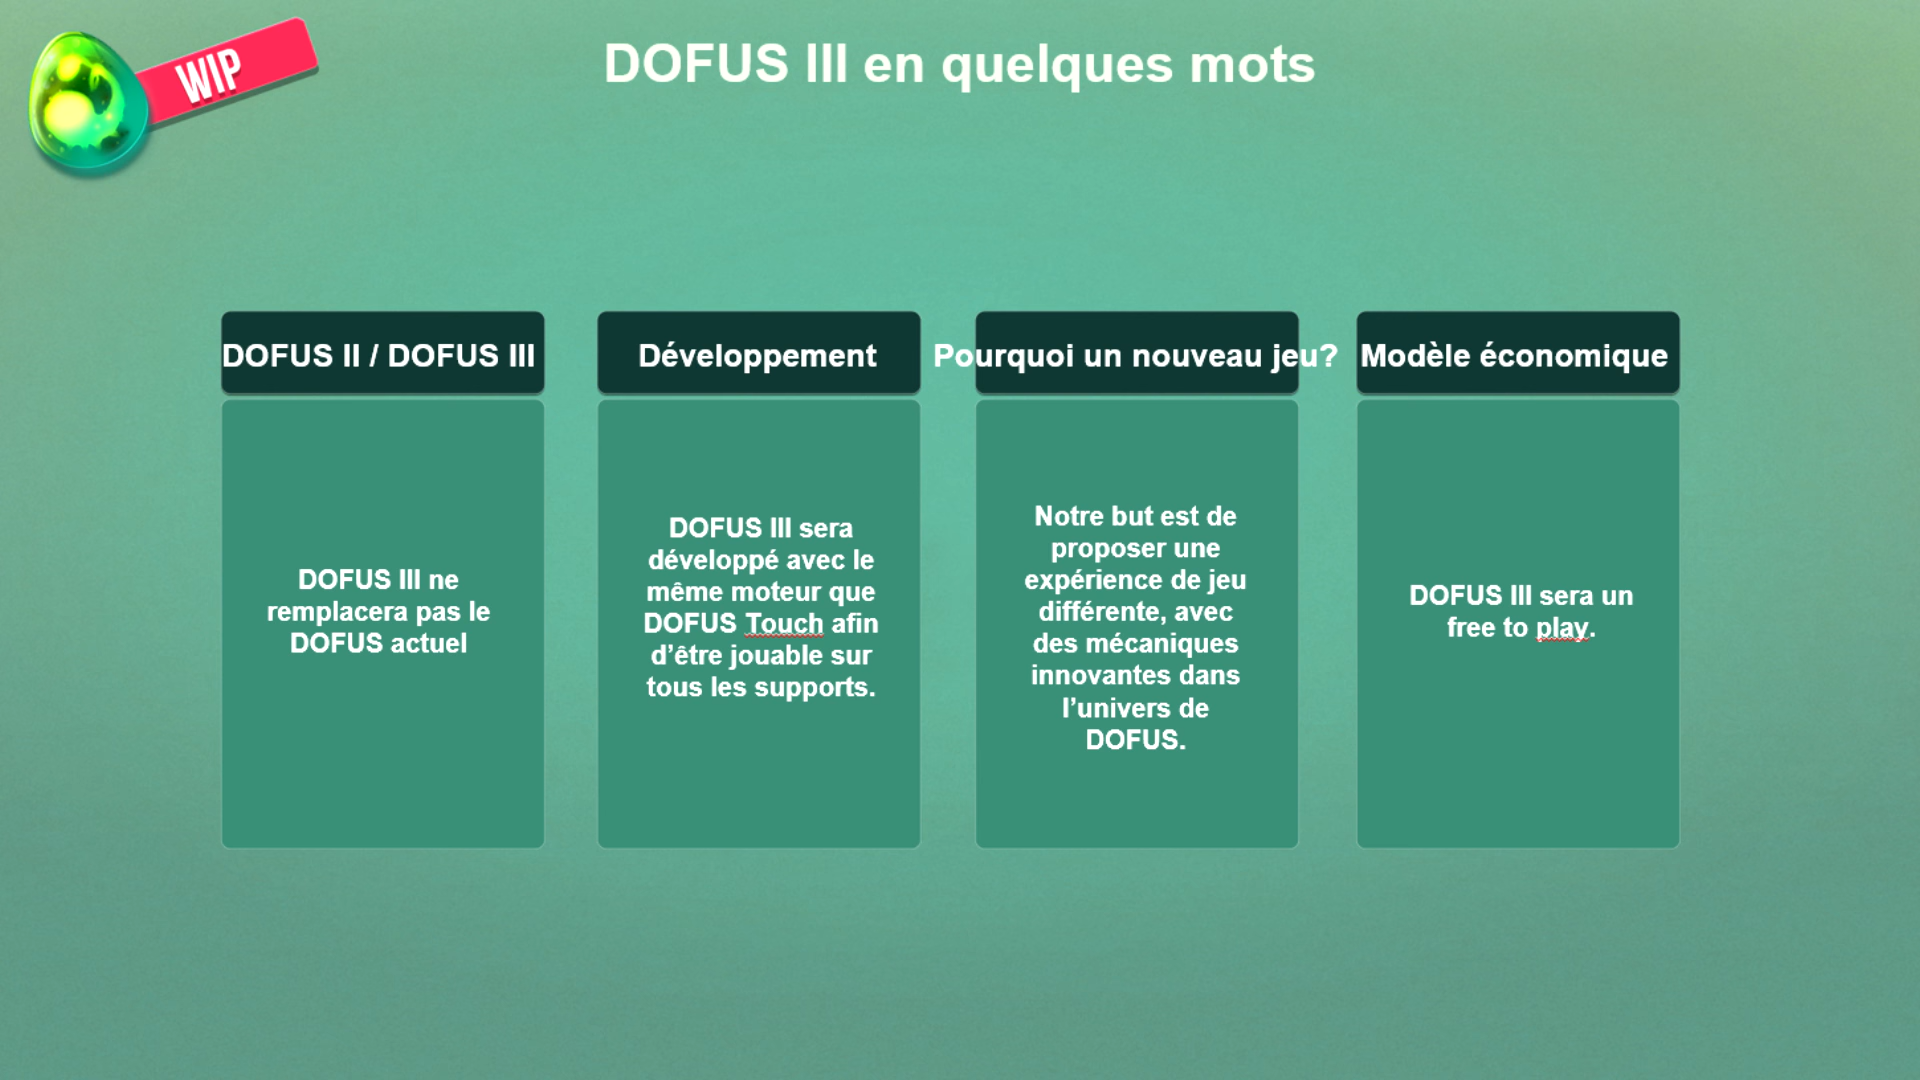 WIP
DOFUS III en quelques mots
DOFUS II / DOFUS III
DOFUS III ne
remplacera pas le
DOFUS actuel
Développement
DOFUS III sera
développé avec le
même moteur que
DOFUS Touch afin
d’être jouable sur
tous les supports.
Pourquoi un nouveau jeu?
Notre but est de
proposer une
expérience de jeu
différente, avec
des mécaniques
innovantes dans
l’univers de
DOFUS.
Modèle économique
DOFUS III sera un
free to play.